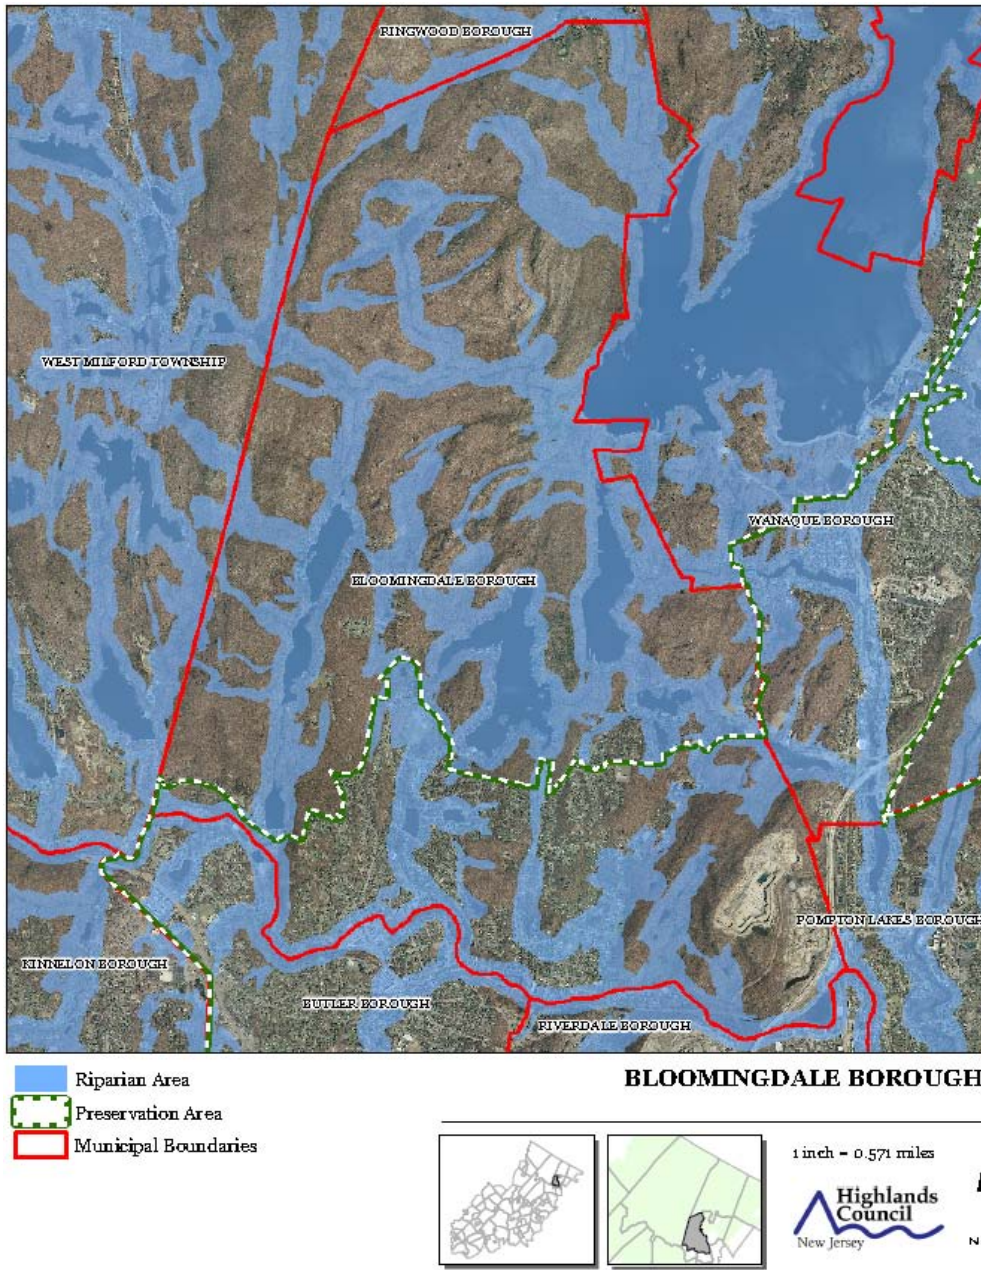 RINGWOOD BOROUGH
WEST MILFORD TOWNSHIP
WANAQUE BOROUGH
BLOOMINGDALE BOROUGH
POMPTON LAKES BOROUGH
KINNELON BOROUGH
BUTLER BOROUGH
RIVERDALE BOROUGH
Riparian Area
Preservation Area
Municipal Boundaries
BLOOMINGDALE BOROUGH
1 inch = 0.571 miles
Highlands
Council
New Jersey